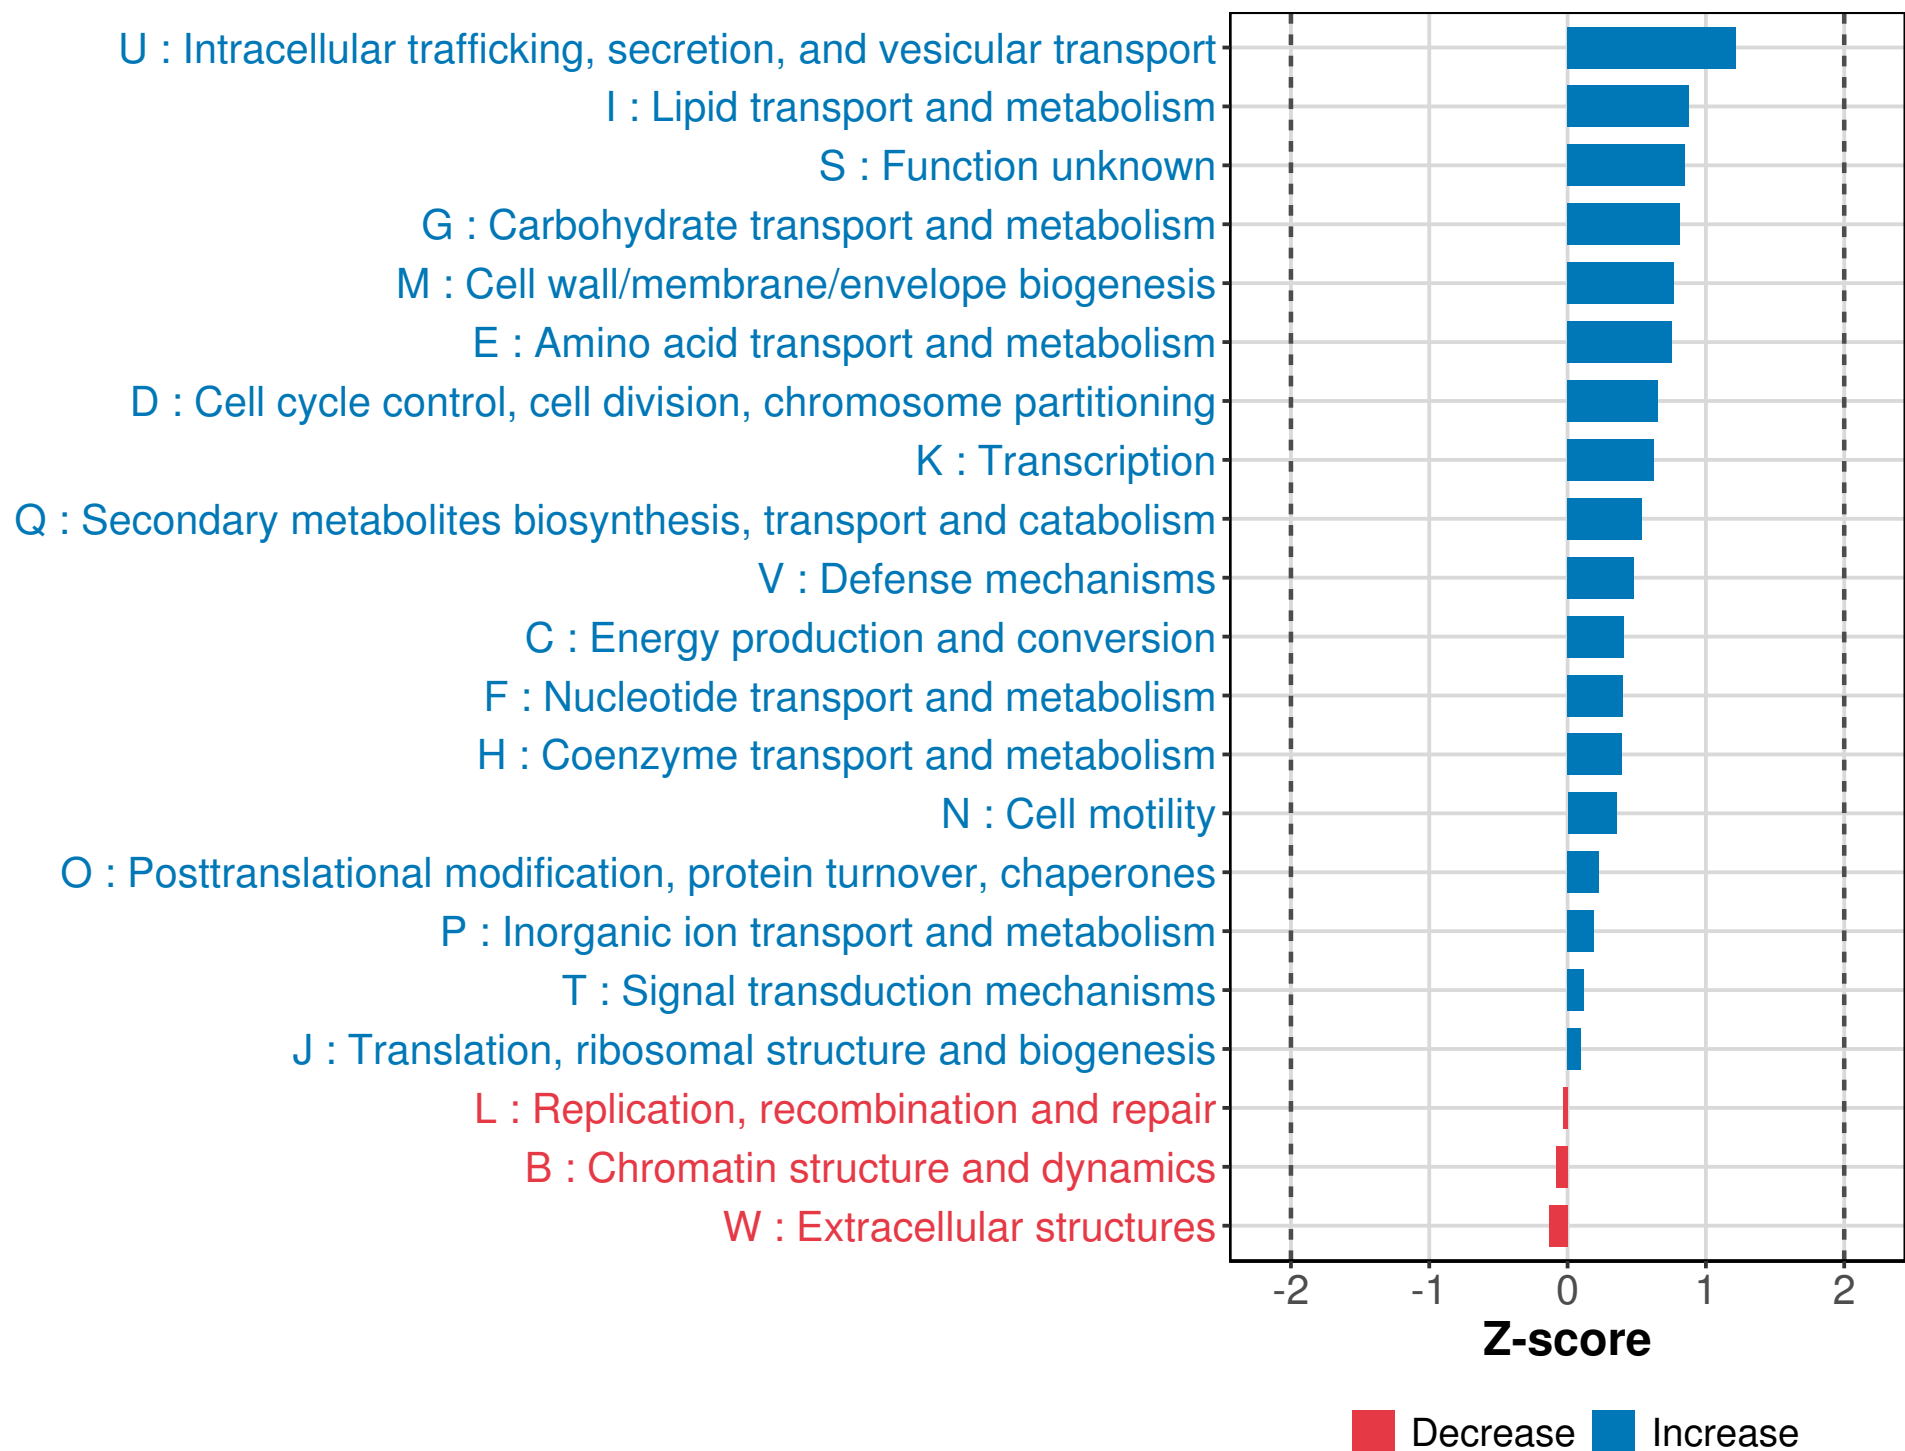 U : Intracellular trafficking, secretion, and vesicular transport
I : Lipid transport and metabolism
S : Function unknown
G : Carbohydrate transport and metabolism
M : Cell wall/membrane/envelope biogenesis
E : Amino acid transport and metabolism
D : Cell cycle control, cell division, chromosome partitioning
K : Transcription
Q : Secondary metabolites biosynthesis, transport and catabolism
V : Defense mechanisms
C : Energy production and conversion
F : Nucleotide transport and metabolism
H : Coenzyme transport and metabolism
N : Cell motility
O : Posttranslational modification, protein turnover, chaperones
P : Inorganic ion transport and metabolism
T : Signal transduction mechanisms
J : Translation, ribosomal structure and biogenesis
L : Replication, recombination and repair
B : Chromatin structure and dynamics
W : Extracellular structures
-2 -1 0 1 2
Z-score
Decrease Increase